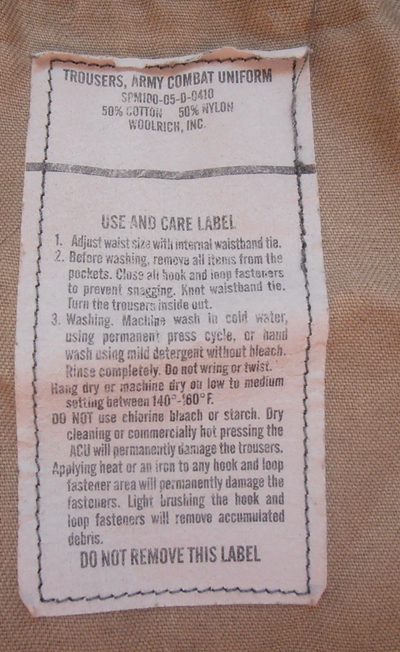 TROUSERS, ARMY COMBAT UNIFORM
SPM100-05-D-0410
50% COTTON 50% NYLON
WOOLRICH, INC.
USE AND CARE LABEL
1. Adjust waist size with internal waistband tie.
2. Before washing, remove all items from the
pockets. Close all hook and loop fasteners
to prevent snagging. Knot waistband tie.
Turn the trousers inside out.
3. Washing. Machine wash in cold water,
using permanent press cycle, or hand
wash using mild detergent without bleach.
Rinse completely. Do not wring or twist.
Hang dry or machine dry on low to medium
setting between 140°-160°F.
DO NOT use chlorine bleach or starch. Dry
cleaning or commercially hot pressing the
ACU will permanently damage the trousers.
Applying heat or an iron to any hook and loop
fastener area will permanently damage the
fasteners. Light brushing the hook and
loop fasteners will remove accumulated
debris.
DO NOT REMOVE THIS LABEL